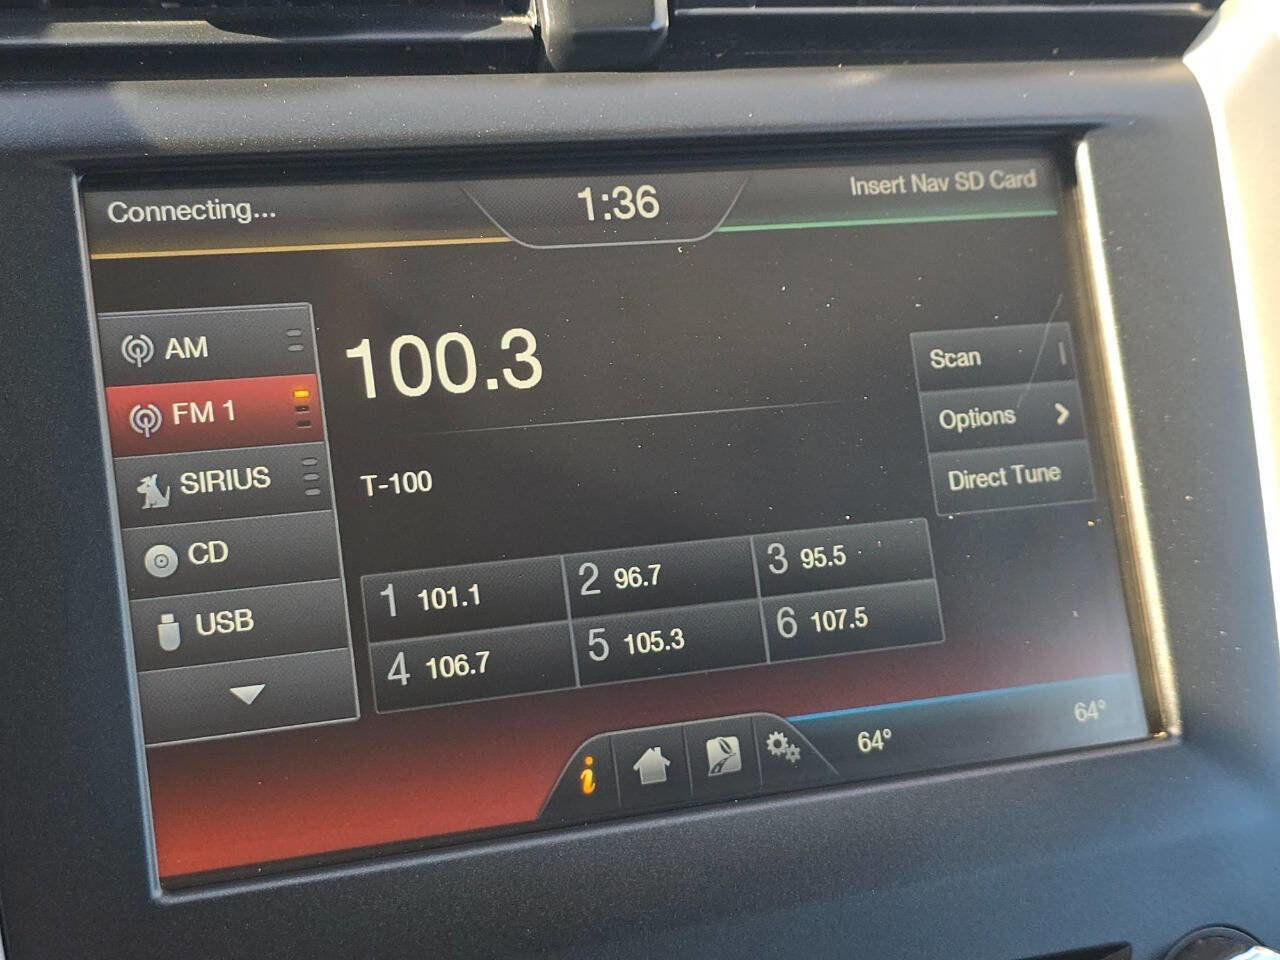 Connecting...
1:36
Insert Nav SD Card
AM
FM 1
SIRIUS
CD
USB
100.3
T-100
Scan
Options
Direct Tune
1 101.1
2 96.7
3 95.5
4 106.7
5 105.3
6 107.5
i
64°
64°